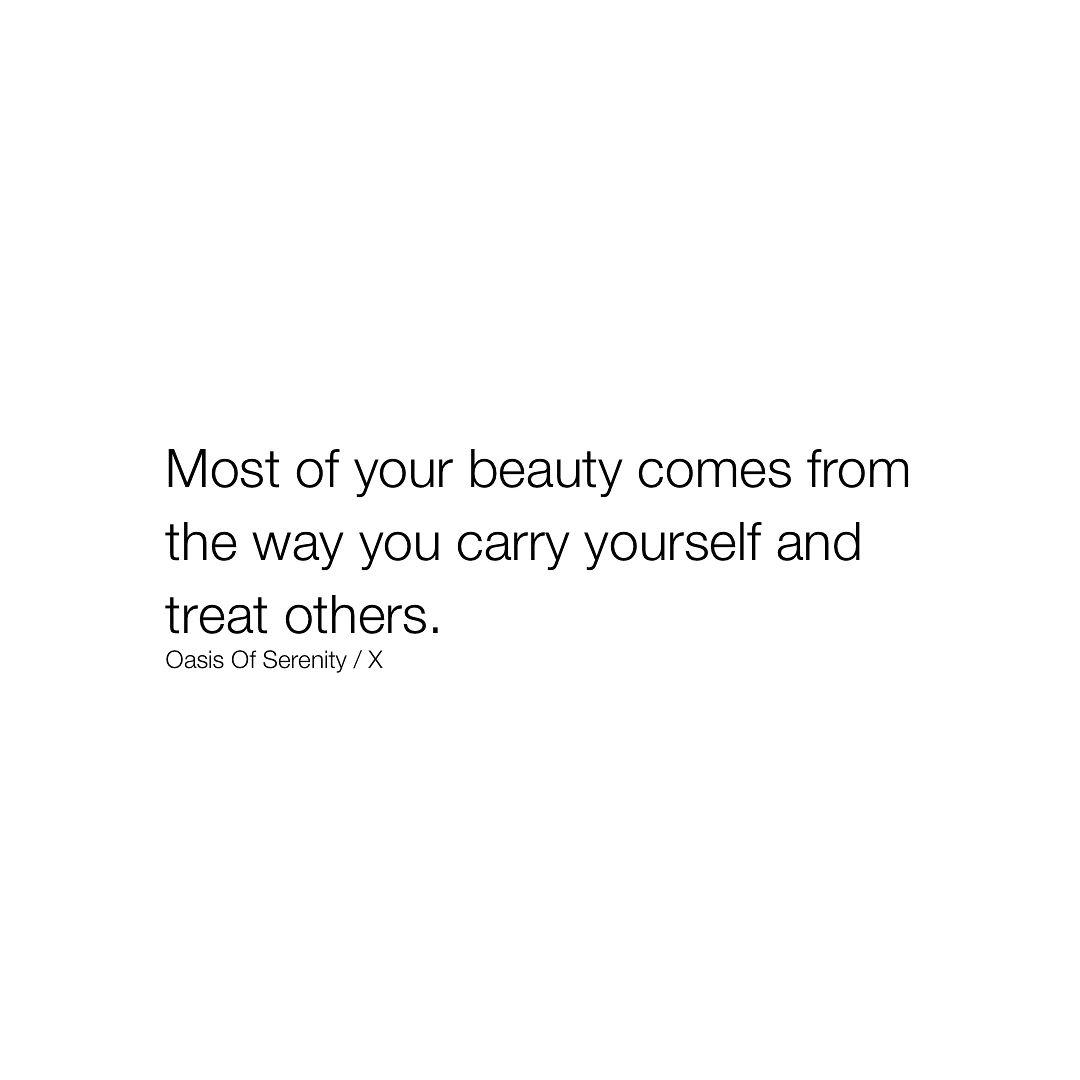 Most of your beauty comes from
the way you carry yourself and
treat others.
Oasis Of Serenity / X